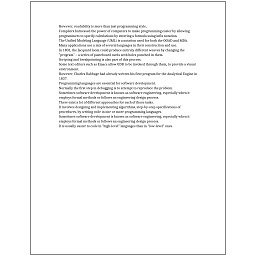 However, readability is more than just programming style.
Compilers harnessed the power of computers to make programming easier by allowing
programmers to specify calculations by entering a formula using infix notation.
The Unified Modeling Language (UML) is a notation used for both the OOAD and MDA.
Many applications use a mix of several languages in their construction and use.
In 1801, the Jacquard loom could produce entirely different weaves by changing the
"program" – a series of pasteboard cards with holes punched in them.
Scripting and breakpointing is also part of this process.
Some text editors such as Emacs allow GDB to be invoked through them, to provide a visual
environment.
However, Charles Babbage had already written his first program for the Analytical Engine in
1837.
Programming languages are essential for software development.
Normally the first step in debugging is to attempt to reproduce the problem.
Sometimes software development is known as software engineering, especially when it
employs formal methods or follows an engineering design process.
There exist a lot of different approaches for each of those tasks.
It involves designing and implementing algorithms, step-by-step specifications of
procedures, by writing code in one or more programming languages.
Sometimes software development is known as software engineering, especially when it
employs formal methods or follows an engineering design process.
It is usually easier to code in "high-level" languages than in "low-level" ones.